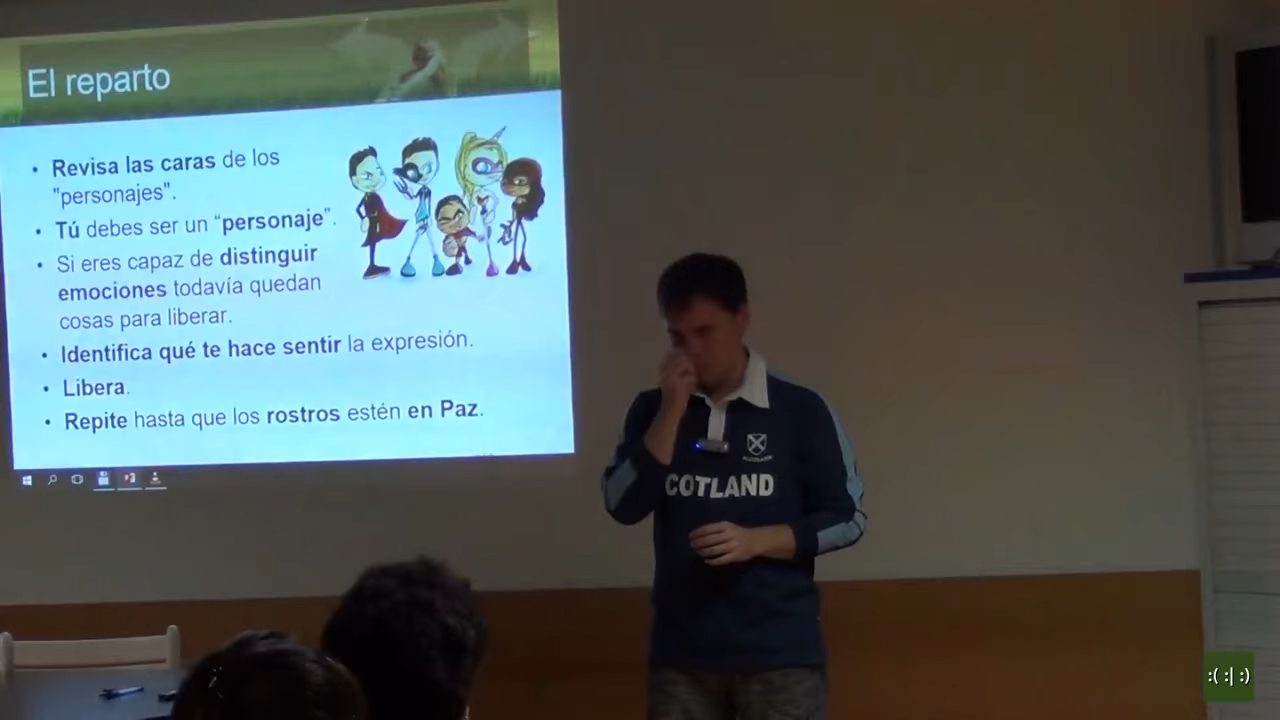 El reparto
• Revisa las caras de los
"personajes".
• Tú debes ser un “personaje”.
• Si eres capaz de distinguir
emociones todavía quedan
cosas para liberar.
• Identifica qué te hace sentir la expresión.
• Libera.
• Repite hasta que los rostros estén en Paz.
COTLAND
:( :| :)